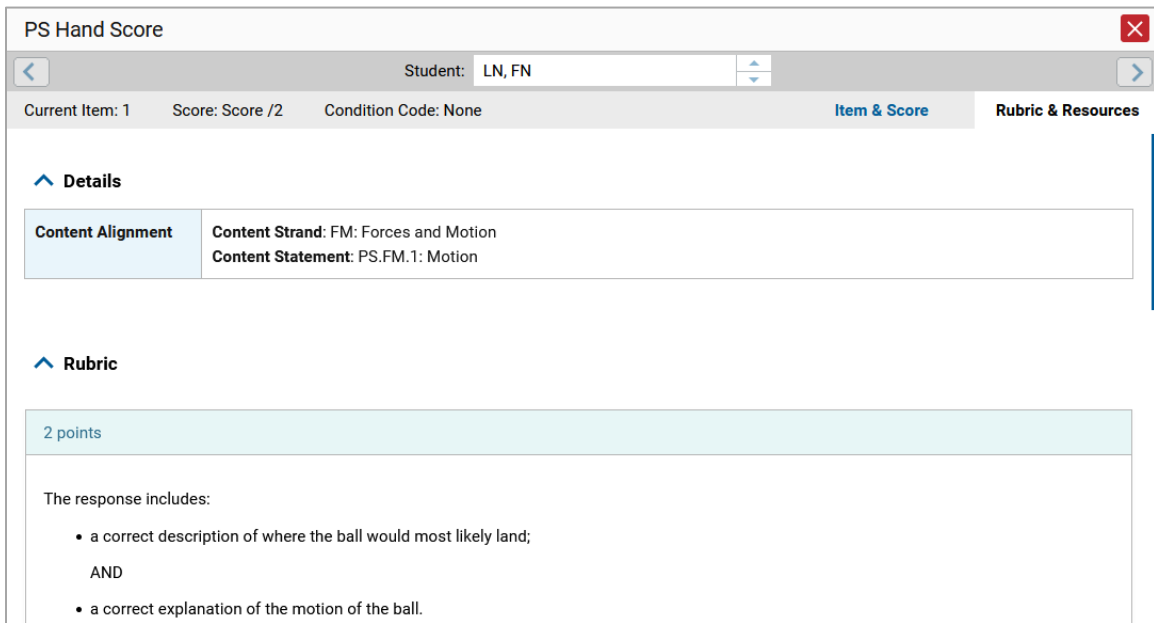 PS Hand Score
Student: LN, FN
Current Item: 1 Score: Score /2 Condition Code: None Item & Score Rubric & Resources
Details
Content Alignment Content Strand: FM: Forces and Motion
Content Statement: PS.FM.1: Motion
Rubric
2 points
The response includes:
• a correct description of where the ball would most likely land;
AND
• a correct explanation of the motion of the ball.